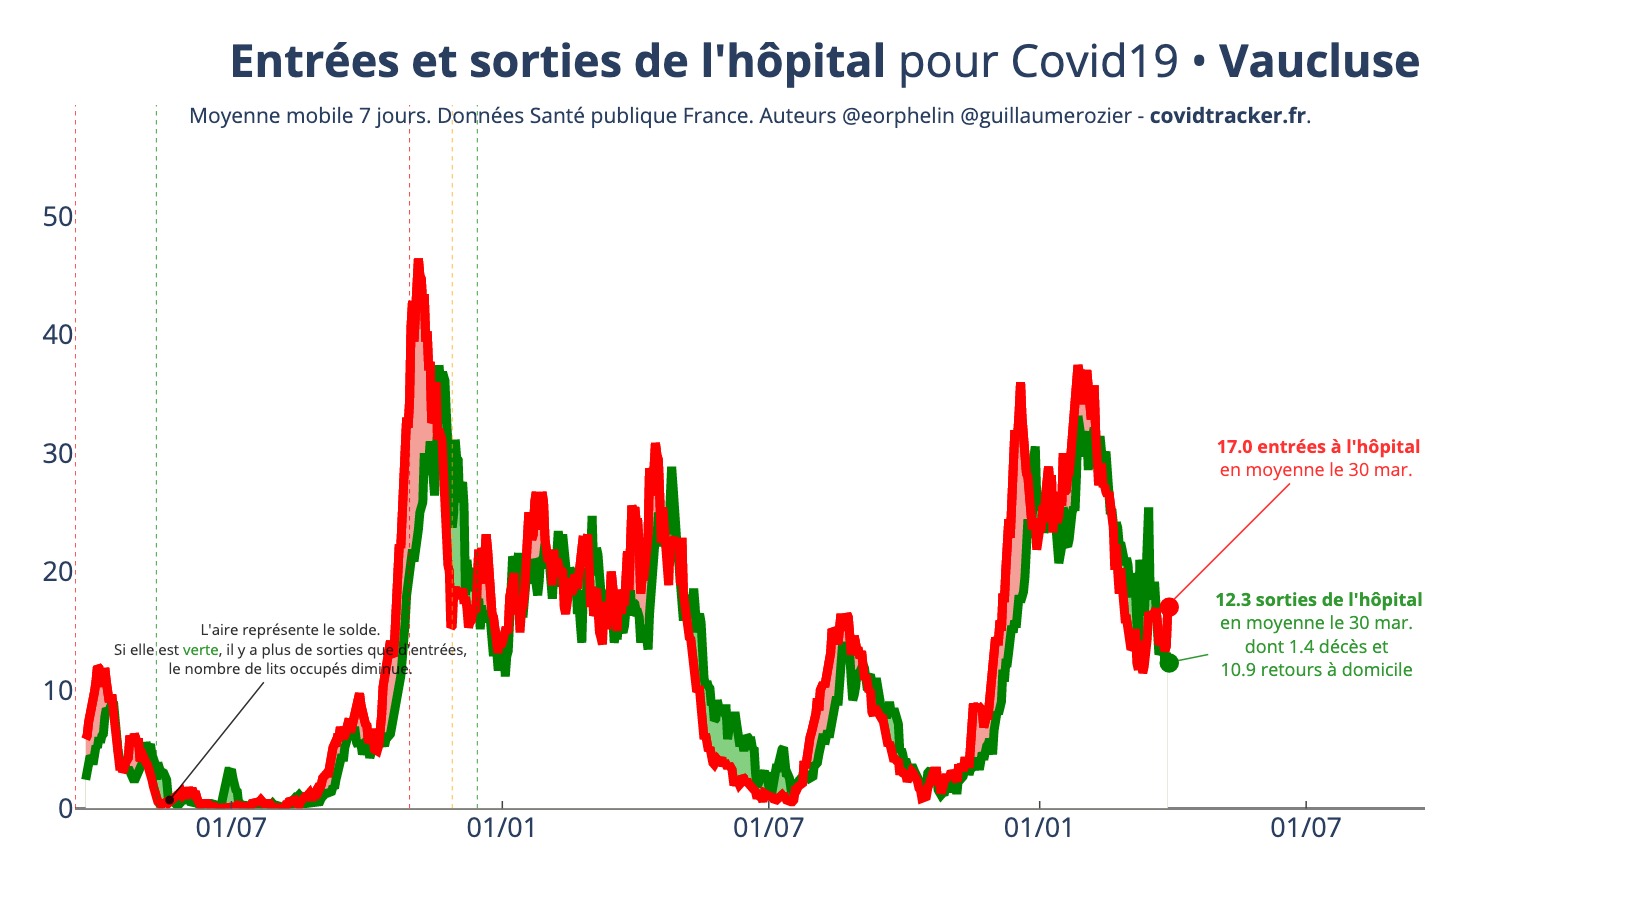 Entrées et sorties de l'hôpital pour Covid19 • Vaucluse
Moyenne mobile 7 jours. Données Santé publique France. Auteurs @eorphelin @guillaumerozier - covidtracker.fr.
50
40
30
20
10
0
17.0 entrées à l'hôpital
en moyenne le 30 mar.
12.3 sorties de l'hôpital
en moyenne le 30 mar.
dont 1.4 décès et
10.9 retours à domicile
L'aire représente le solde.
Si elle est verte, il y a plus de sorties que d'entrées,
le nombre de lits occupés diminue.
01/07
01/01
01/07
01/01
01/07